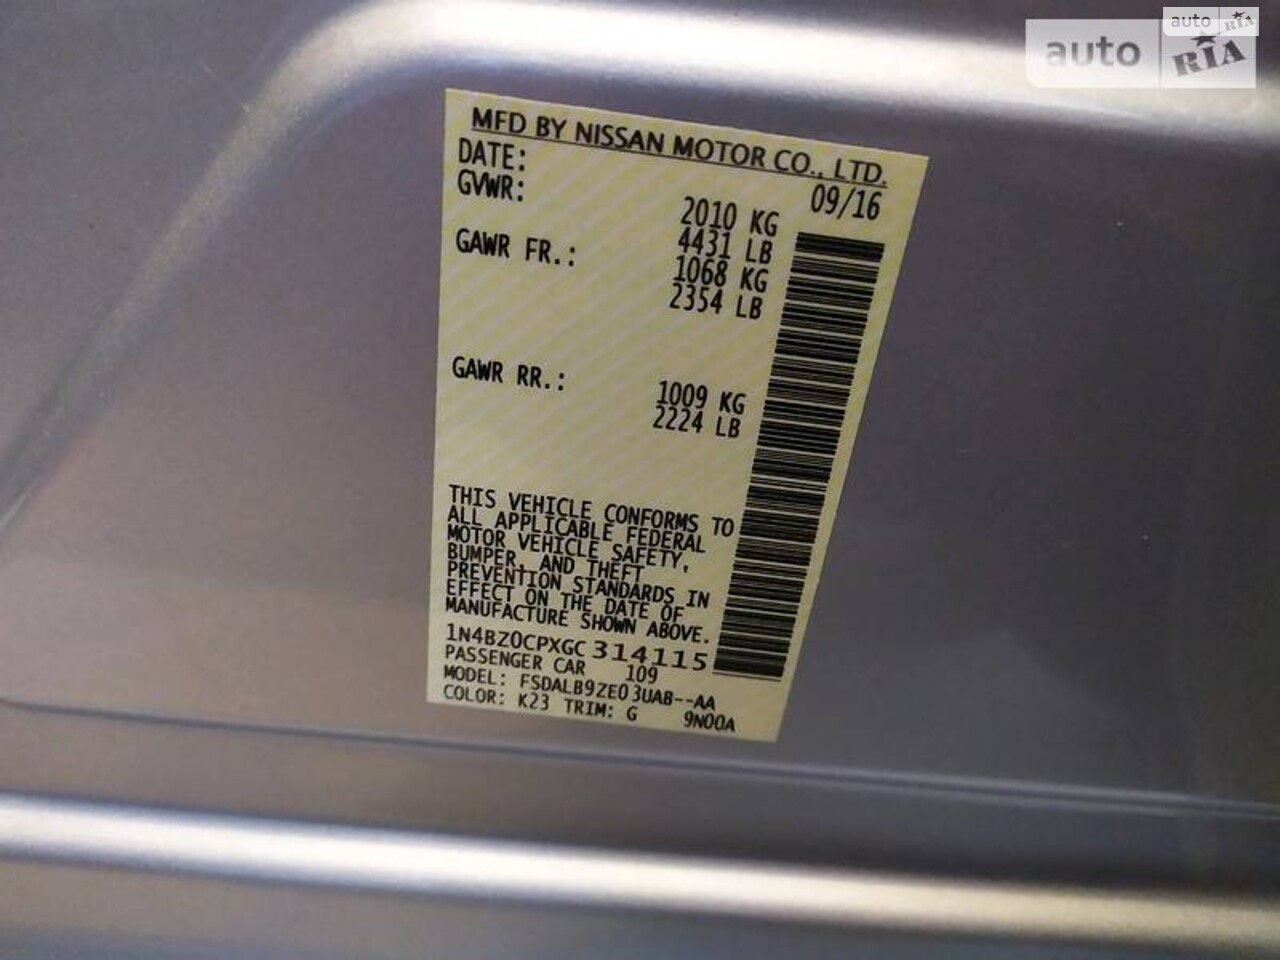 auto RIA
auto RIA
MFD BY NISSAN MOTOR CO., LTD.
DATE: 09/16
GVWR: 2010 KG
4431 LB
GAWR FR.: 1068 KG
2354 LB
GAWR RR.: 1009 KG
2224 LB
THIS VEHICLE CONFORMS TO
ALL APPLICABLE FEDERAL
MOTOR VEHICLE SAFETY,
BUMPER, AND THEFT
PREVENTION STANDARDS IN
EFFECT ON THE DATE OF
MANUFACTURE SHOWN ABOVE.
1N4BZ0CPXGC314115
PASSENGER CAR 109
MODEL: FSDALB9ZE03UAB--AA
COLOR: K23 TRIM: G 9N00A